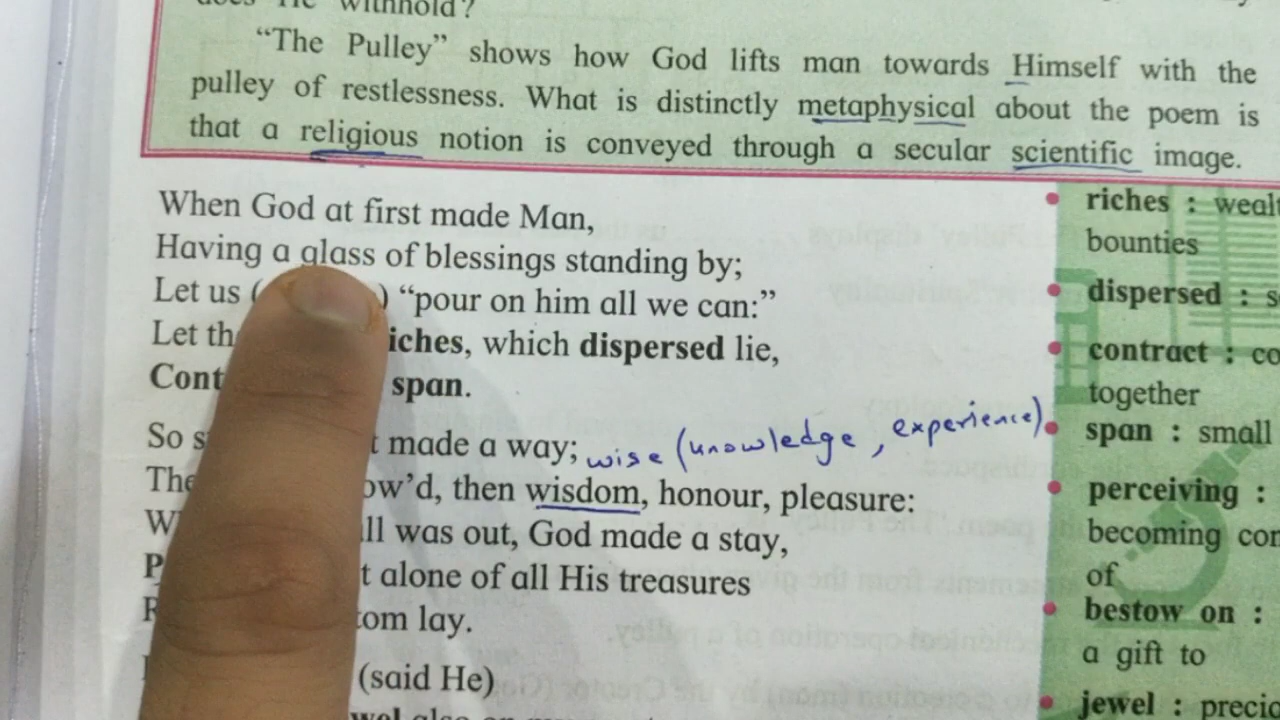 withhold?
"The Pulley" shows how God lifts man towards Himself with the
pulley of restlessness. What is distinctly metaphysical about the poem is
that a religious notion is conveyed through a secular scientific image.
When God at first made Man,
Having a glass of blessings standing by;
Let us ( ) "pour on him all we can:"
Let th iches, which dispersed lie,
Cont span.
So s t made a way; wise (knowledge, experience)
The ow'd, then wisdom, honour, pleasure:
W ll was out, God made a stay,
P t alone of all His treasures
R tom lay.
(said He)
riches : wealt
bounties
dispersed : s
contract : co
together
span : small
perceiving :
becoming con
of
bestow on :
a gift to
jewel : precio